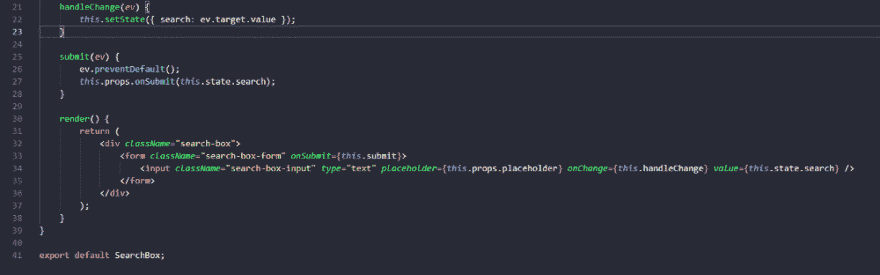 21 handleChange(ev) {
22 this.setState({ search: ev.target.value });
23 }
24
25 submit(ev) {
26 ev.preventDefault();
27 this.props.onSubmit(this.state.search);
28 }
29
30 render() {
31 return (
32 <div className="search-box">
33 <form className="search-box-form" onSubmit={this.submit}>
34 <input className="search-box-input" type="text" placeholder={this.props.placeholder} onChange={this.handleChange} value={this.state.search} />
35 </form>
36 </div>
37 );
38 }
39 }
40
41 export default SearchBox;